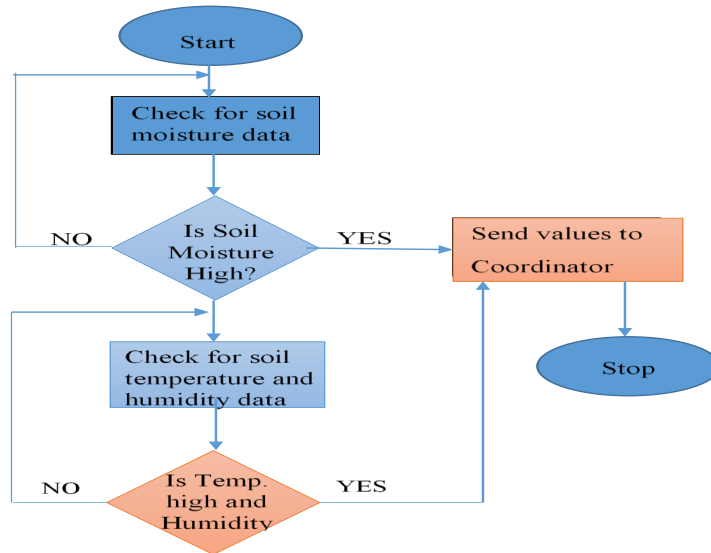 Start
Check for soil
moisture data
Is Soil
Moisture
High?
NO
YES
Send values to
Coordinator
Stop
Check for soil
temperature and
humidity data
Is Temp.
high and
Humidity
NO
YES